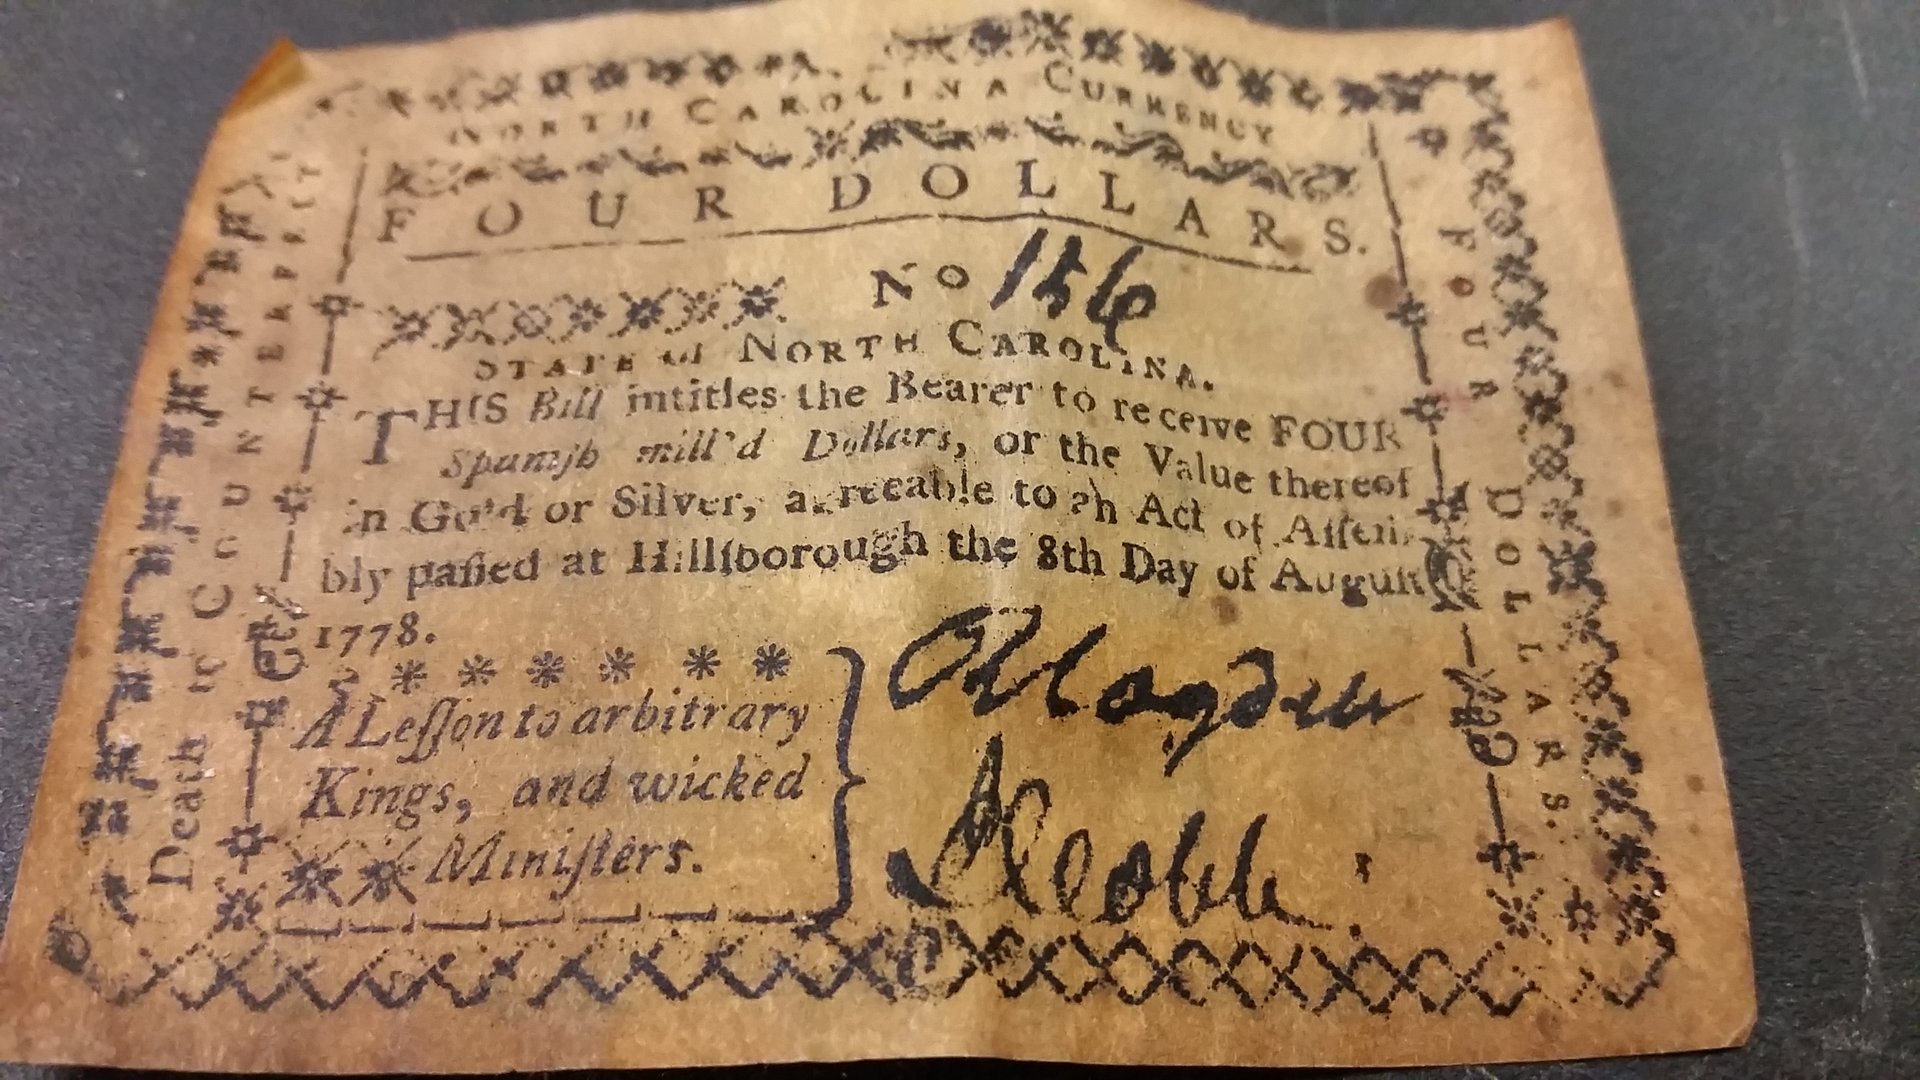 NORTH CAROLINA CURRENCY
FOUR DOLLARS.
No 156
STATE of NORTH CAROLINA.
THIS Bill intitles the Bearer to receive FOUR
Spaniſh mill'd Dollars, or the Value thereof
in Gold or Silver, agreeable to an Act of Aſſem-
bly paſſed at Hillſborough the 8th Day of Auguſt
1778.
A Leſſon to arbitrary
Kings, and wicked
Miniſters.
Death to COUNTERFEIT
FOUR DOLLARS.